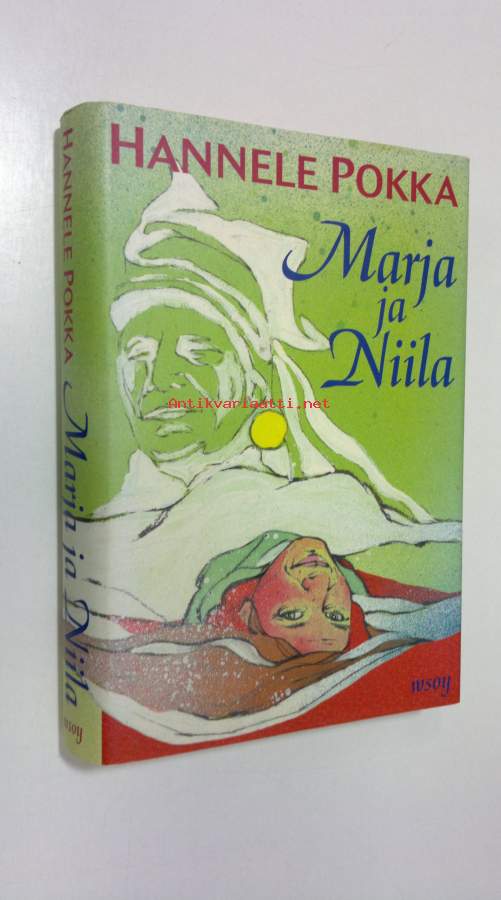 HANNELE POKKA
Marja
ja
Niila
Antikvariaatti.net
wsoy
HANNELE POKKA Marja ja Niila
wsoy